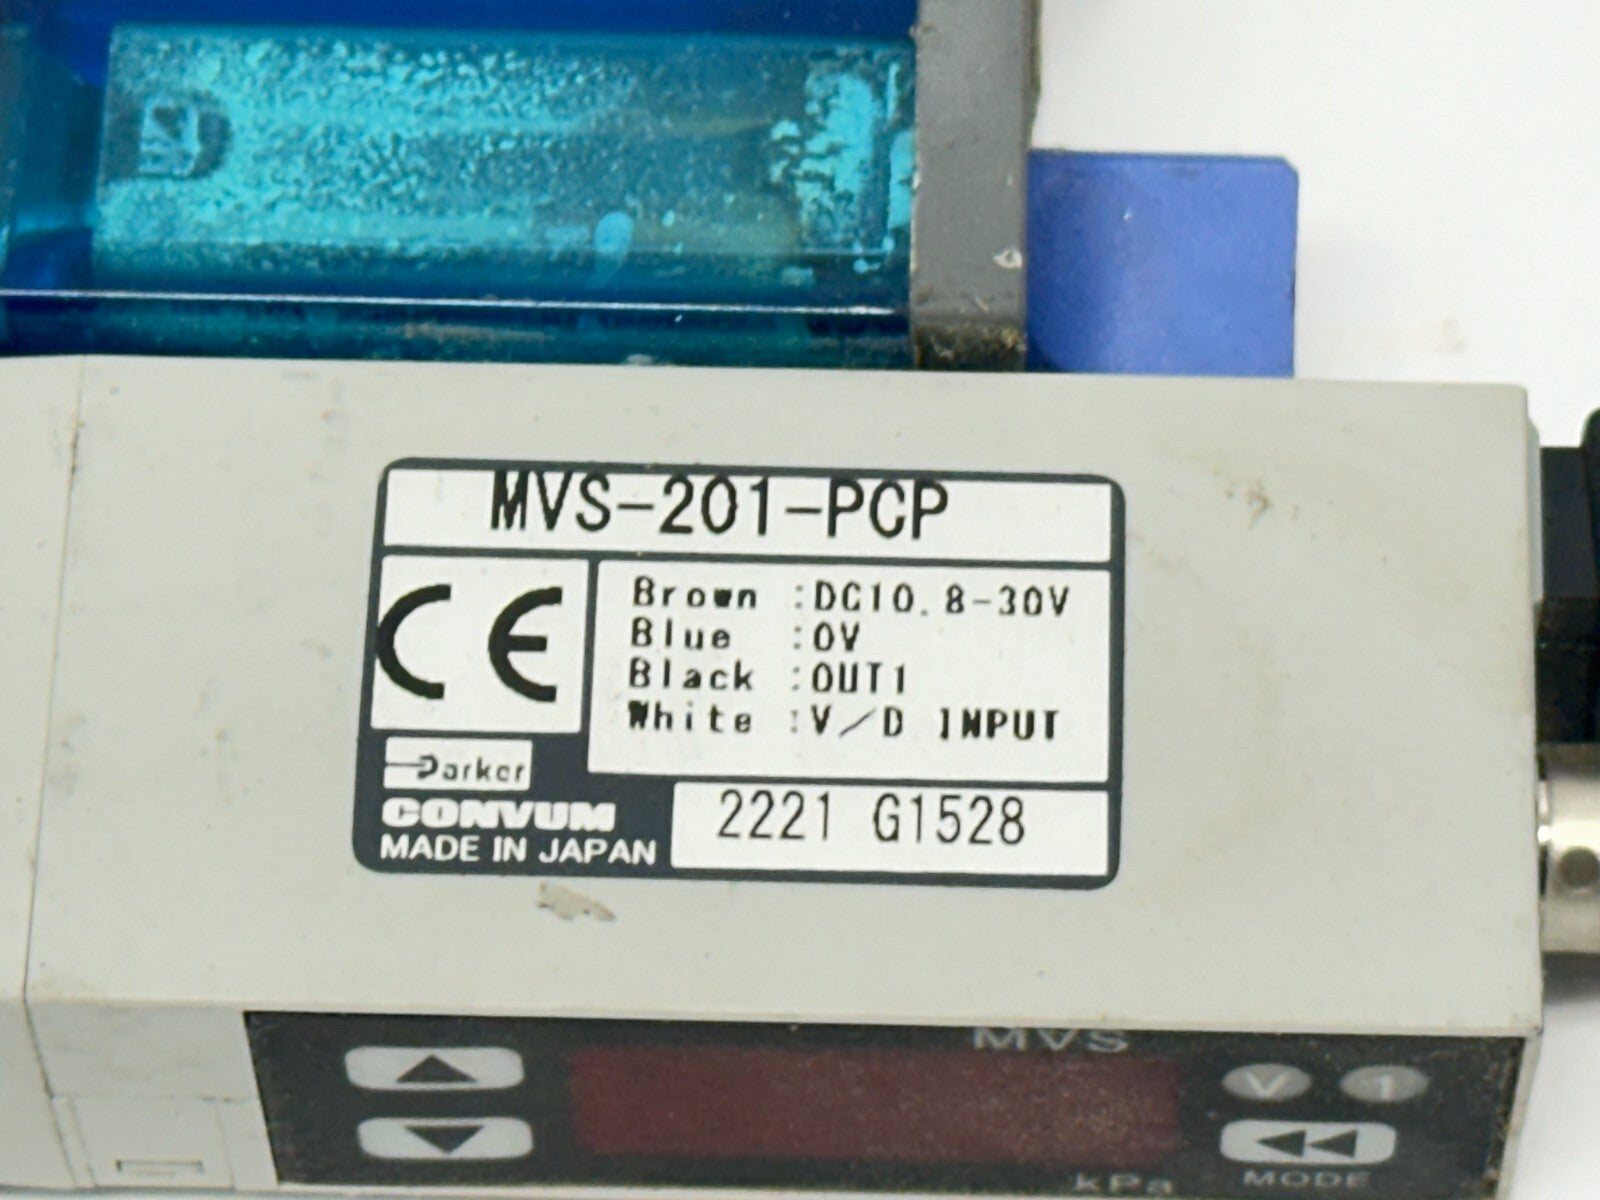 MVS-201-PCP
CE
Brown :DC10.8-30V
Blue :0V
Black :OUT1
White :V/D INPUT
Parker
CONVUM
MADE IN JAPAN
2221 G1528
MVS
V 1
kPa
MODE